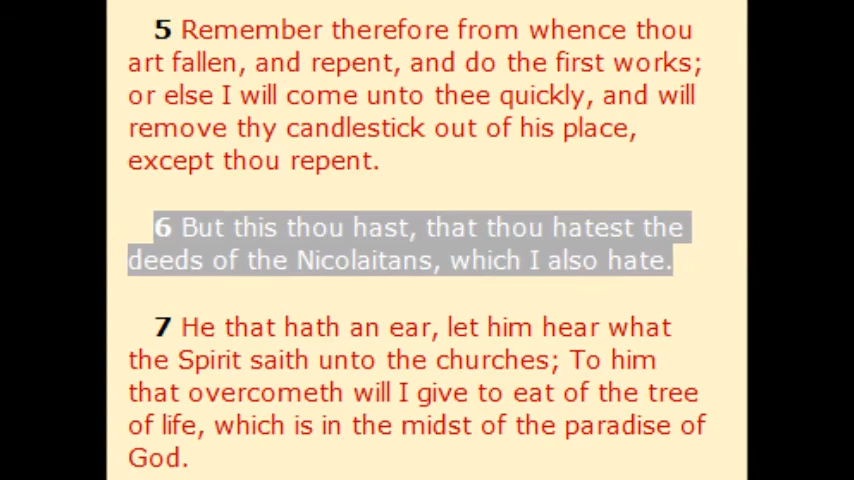 5 Remember therefore from whence thou
art fallen, and repent, and do the first works;
or else I will come unto thee quickly, and will
remove thy candlestick out of his place,
except thou repent.
6 But this thou hast, that thou hatest the
deeds of the Nicolaitans, which I also hate.
7 He that hath an ear, let him hear what
the Spirit saith unto the churches; To him
that overcometh will I give to eat of the tree
of life, which is in the midst of the paradise of
God.